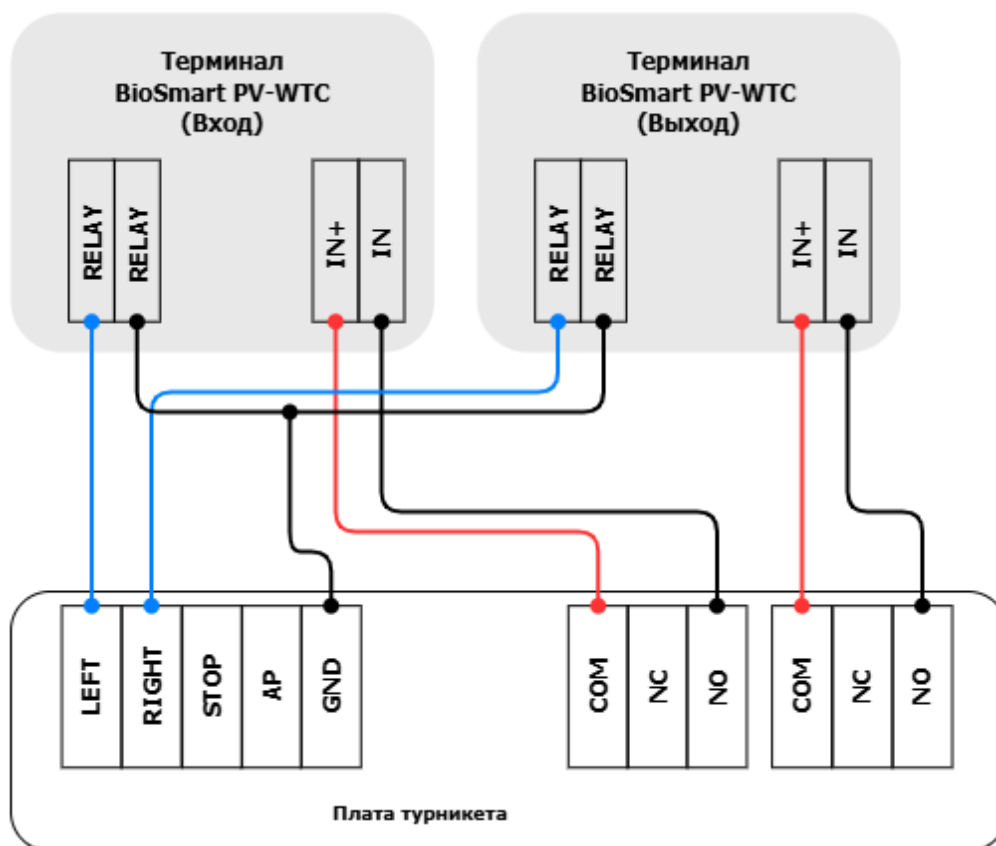 Терминал
BioSmart PV-WTC
(Вход)
Терминал
BioSmart PV-WTC
(Выход)
RELAY
RELAY
IN+
IN
RELAY
RELAY
IN+
IN
LEFT
RIGHT
STOP
AP
GND
COM
NC
NO
COM
NC
NO
Плата турникета